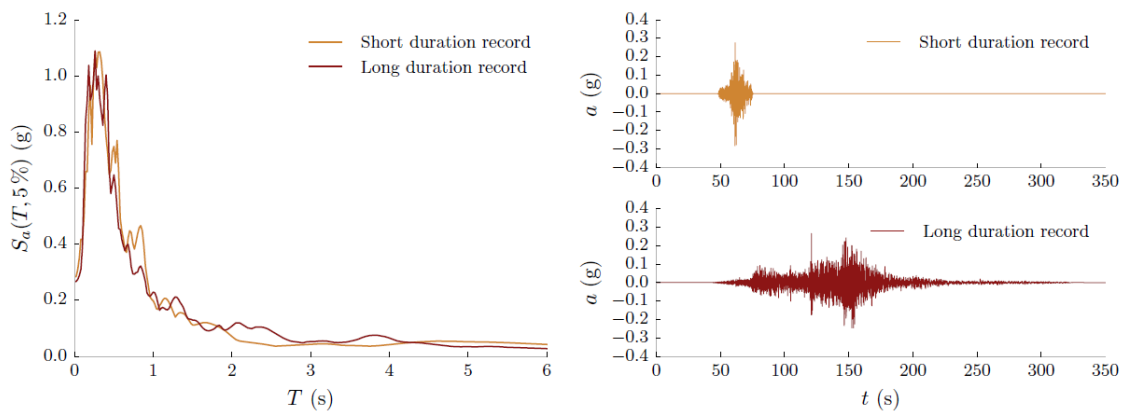 1.2
1.0
0.8
0.6
0.4
0.2
0.0
0 1 2 3 4 5 6
T (s)
Sa(T, 5 %) (g)
Short duration record
Long duration record
0.4
0.3
0.2
0.1
0.0
−0.1
−0.2
−0.3
−0.4
0 50 100 150 200 250 300 350
a (g)
Short duration record
0.4
0.3
0.2
0.1
0.0
−0.1
−0.2
−0.3
−0.4
0 50 100 150 200 250 300 350
a (g)
t (s)
Long duration record